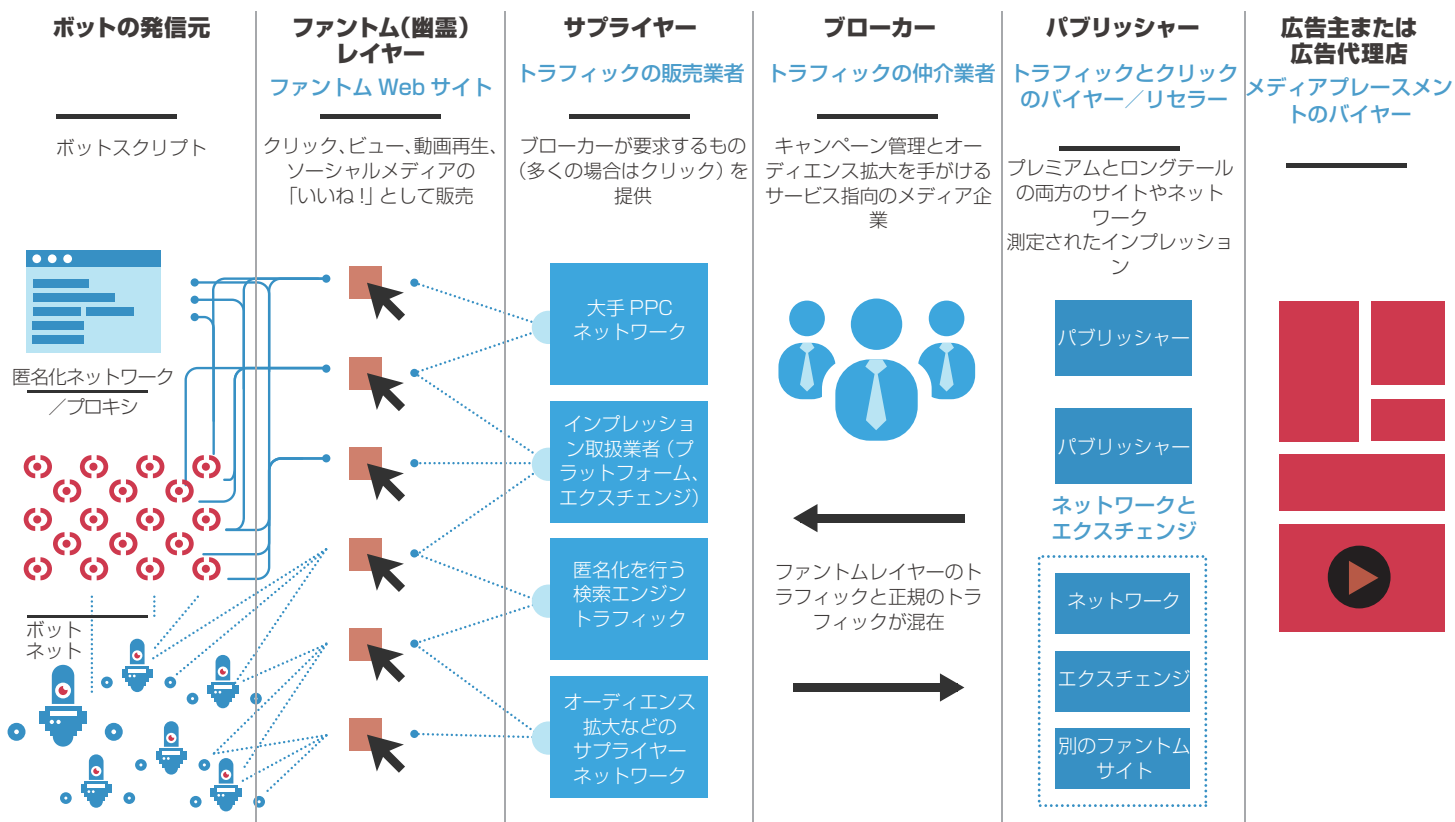 ボットの発信元
ボットスクリプト
匿名化ネットワーク
／プロキシ
ボット
ネット
ファントム(幽霊)
レイヤー
ファントム Web サイト
クリック、ビュー、動画再生、
ソーシャルメディアの
「いいね！」として販売
サプライヤー
トラフィックの販売業者
ブローカーが要求するもの
(多くの場合はクリック)を
提供
大手 PPC
ネットワーク
インプレッショ
ン取扱業者(プ
ラットフォーム、
エクスチェンジ)
匿名化を行う
検索エンジン
トラフィック
オーディエンス
拡大などの
サプライヤー
ネットワーク
ブローカー
トラフィックの仲介業者
キャンペーン管理とオー
ディエンス拡大を手がける
サービス指向のメディア企
業
ファントムレイヤーのト
ラフィックと正規のトラ
フィックが混在
パブリッシャー
トラフィックとクリック
のバイヤー／リセラー
プレミアムとロングテール
の両方のサイトやネット
ワーク
測定されたインプレッショ
ン
パブリッシャー
パブリッシャー
ネットワークと
エクスチェンジ
ネットワーク
エクスチェンジ
別のファントム
サイト
広告主または
広告代理店
メディアプレースメン
トのバイヤー